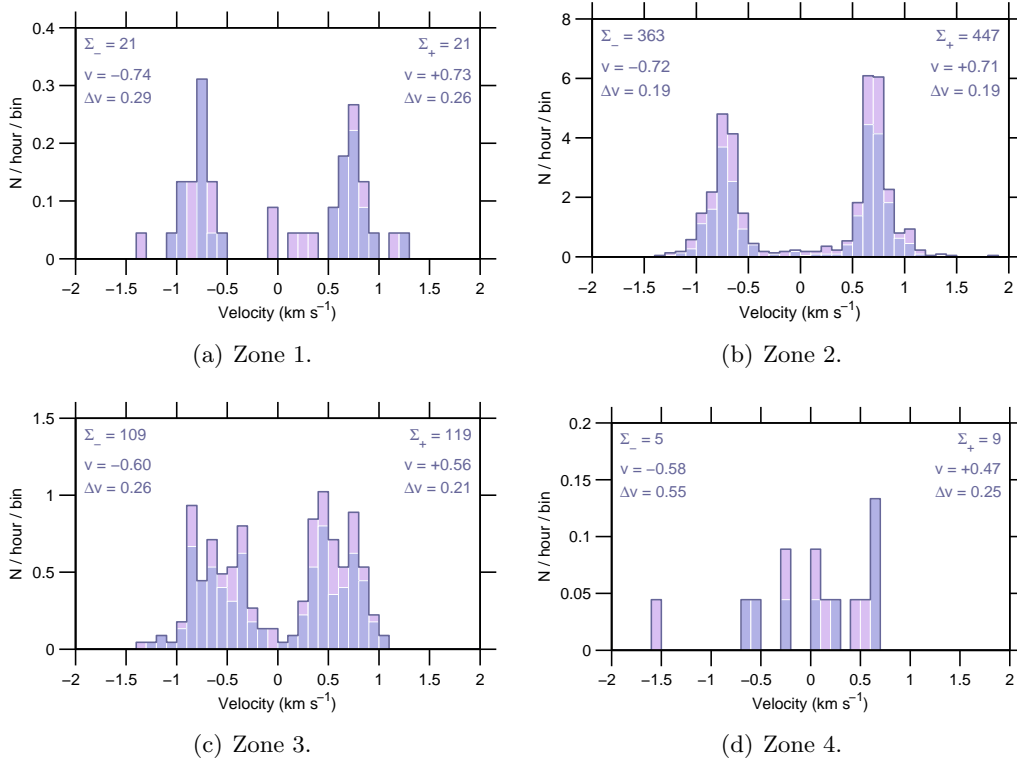 0.4
Σ₋ = 21 Σ₊ = 21
v = −0.74 v = +0.73
Δv = 0.29 Δv = 0.26
0.3
0.2
0.1
0
N / hour / bin
−2 −1.5 −1 −0.5 0 0.5 1 1.5 2
Velocity (km s⁻¹)
(a) Zone 1.
8
Σ₋ = 363 Σ₊ = 447
v = −0.72 v = +0.71
Δv = 0.19 Δv = 0.19
6
4
2
0
N / hour / bin
−2 −1.5 −1 −0.5 0 0.5 1 1.5 2
Velocity (km s⁻¹)
(b) Zone 2.
1.5
Σ₋ = 109 Σ₊ = 119
v = −0.60 v = +0.56
Δv = 0.26 Δv = 0.21
1
0.5
0
N / hour / bin
−2 −1.5 −1 −0.5 0 0.5 1 1.5 2
Velocity (km s⁻¹)
(c) Zone 3.
0.2
Σ₋ = 5 Σ₊ = 9
v = −0.58 v = +0.47
Δv = 0.55 Δv = 0.25
0.15
0.1
0.05
0
N / hour / bin
−2 −1.5 −1 −0.5 0 0.5 1 1.5 2
Velocity (km s⁻¹)
(d) Zone 4.